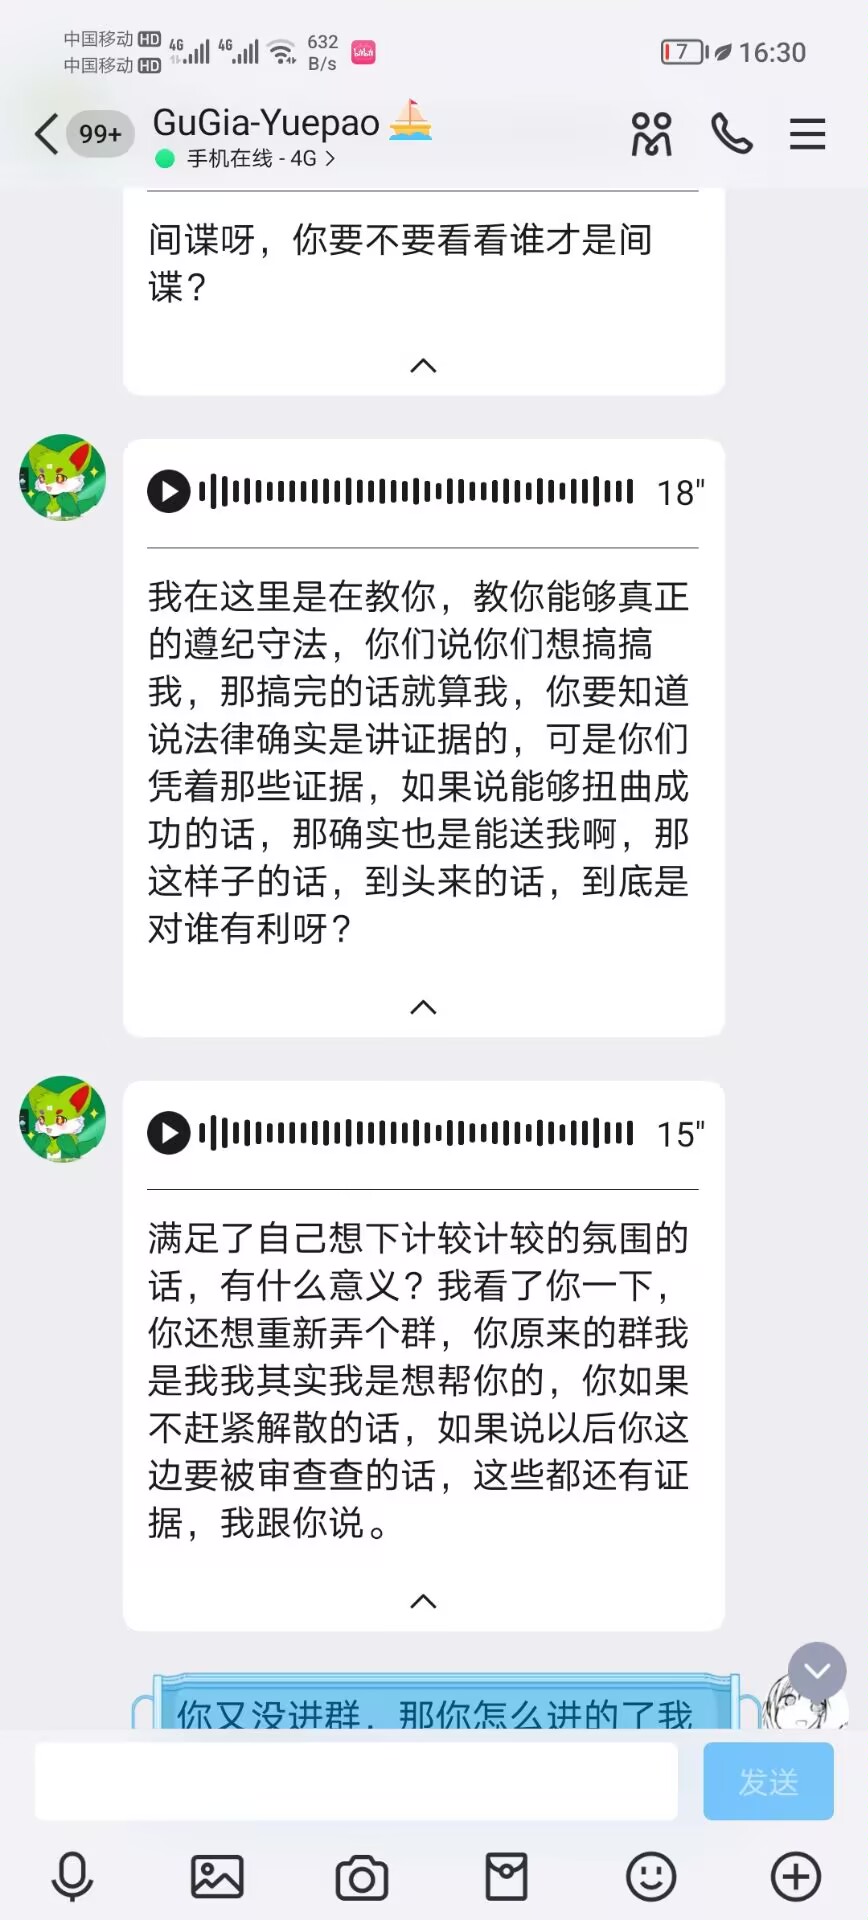 中国移动 HD 4G 4G 632 B/s
中国移动 HD
7 16:30
99+ GuGia-Yuepao
手机在线 - 4G >
间谍呀，你要不要看看谁才是间
谍？
18"
我在这里是在教你，教你能够真正
的遵纪守法，你们说你们想搞搞
我，那搞完的话就算我，你要知道
说法律确实是讲证据的，可是你们
凭着那些证据，如果说能够扭曲成
功的话，那确实也是能送我啊，那
这样子的话，到头来的话，到底是
对谁有利呀？
15"
满足了自己想下计较计较的氛围的
话，有什么意义？我看了你一下，
你还想重新弄个群，你原来的群我
是我我其实我是想帮你的，你如果
不赶紧解散的话，如果说以后你这
边要被审查查的话，这些都还有证
据，我跟你说。
你又没进群，那你怎么进的了我
发送